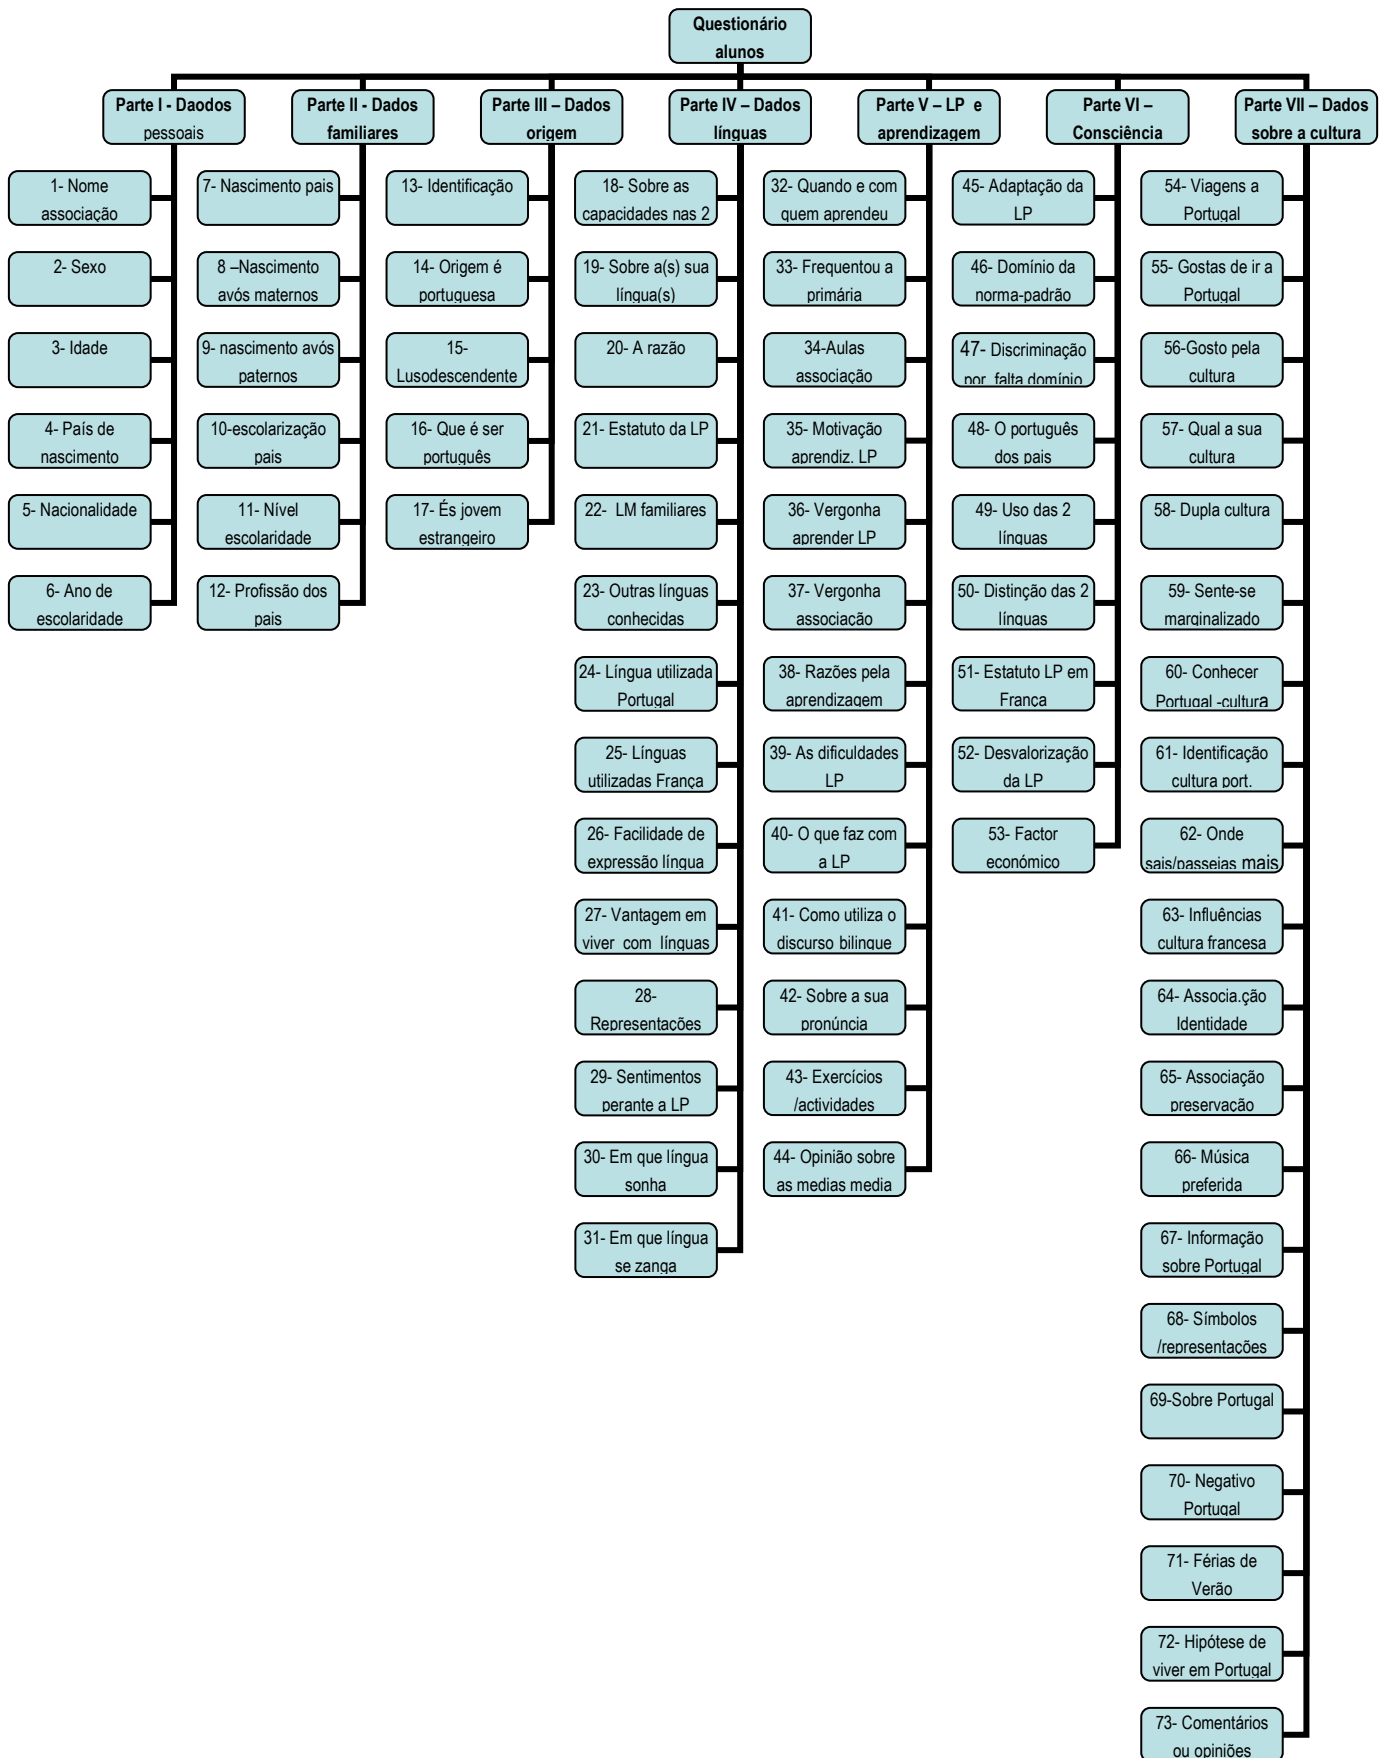 Questionário
alunos
Parte I - Daodos
pessoais
1- Nome
associação
2- Sexo
3- Idade
4- País de
nascimento
5- Nacionalidade
6- Ano de
escolaridade
Parte II - Dados
familiares
7- Nascimento pais
8 –Nascimento
avós maternos
9- nascimento avós
paternos
10-escolarização
pais
11- Nível
escolaridade
12- Profissão dos
pais
Parte III – Dados
origem
13- Identificação
14- Origem é
portuguesa
15-
Lusodescendente
16- Que é ser
português
17- És jovem
estrangeiro
Parte IV – Dados
línguas
18- Sobre as
capacidades nas 2
19- Sobre a(s) sua
língua(s)
20- A razão
21- Estatuto da LP
22- LM familiares
23- Outras línguas
conhecidas
24- Língua utilizada
Portugal
25- Línguas
utilizadas França
26- Facilidade de
expressão língua
27- Vantagem em
viver com línguas
28-
Representações
29- Sentimentos
perante a LP
30- Em que língua
sonha
31- Em que língua
se zanga
Parte V – LP e
aprendizagem
32- Quando e com
quem aprendeu
33- Frequentou a
primária
34-Aulas
associação
35- Motivação
aprendiz. LP
36- Vergonha
aprender LP
37- Vergonha
associação
38- Razões pela
aprendizagem
39- As dificuldades
LP
40- O que faz com
a LP
41- Como utiliza o
discurso bilingue
42- Sobre a sua
pronúncia
43- Exercícios
/actividades
44- Opinião sobre
as medias media
Parte VI –
Consciência
45- Adaptação da
LP
46- Domínio da
norma-padrão
47- Discriminação
por falta domínio
48- O português
dos pais
49- Uso das 2
línguas
50- Distinção das 2
línguas
51- Estatuto LP em
França
52- Desvalorização
da LP
53- Factor
económico
Parte VII – Dados
sobre a cultura
54- Viagens a
Portugal
55- Gostas de ir a
Portugal
56-Gosto pela
cultura
57- Qual a sua
cultura
58- Dupla cultura
59- Sente-se
marginalizado
60- Conhecer
Portugal -cultura
61- Identificação
cultura port.
62- Onde
sais/passeias mais
63- Influências
cultura francesa
64- Associa.ção
Identidade
65- Associação
preservação
66- Música
preferida
67- Informação
sobre Portugal
68- Símbolos
/representações
69-Sobre Portugal
70- Negativo
Portugal
71- Férias de
Verão
72- Hipótese de
viver em Portugal
73- Comentários
ou opiniões